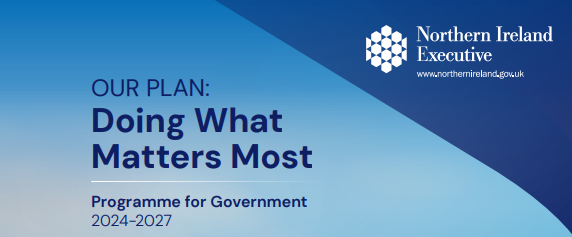 Northern Ireland
Executive
www.northernireland.gov.uk
OUR PLAN:
Doing What
Matters Most
Programme for Government
2024-2027